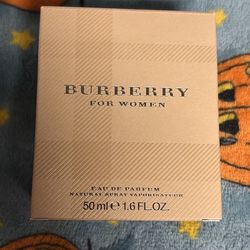 BURBERRY
FOR WOMEN
EAU DE PARFUM
NATURAL SPRAY VAPORISATEUR
50 ml ℮ 1.6 FL.OZ.